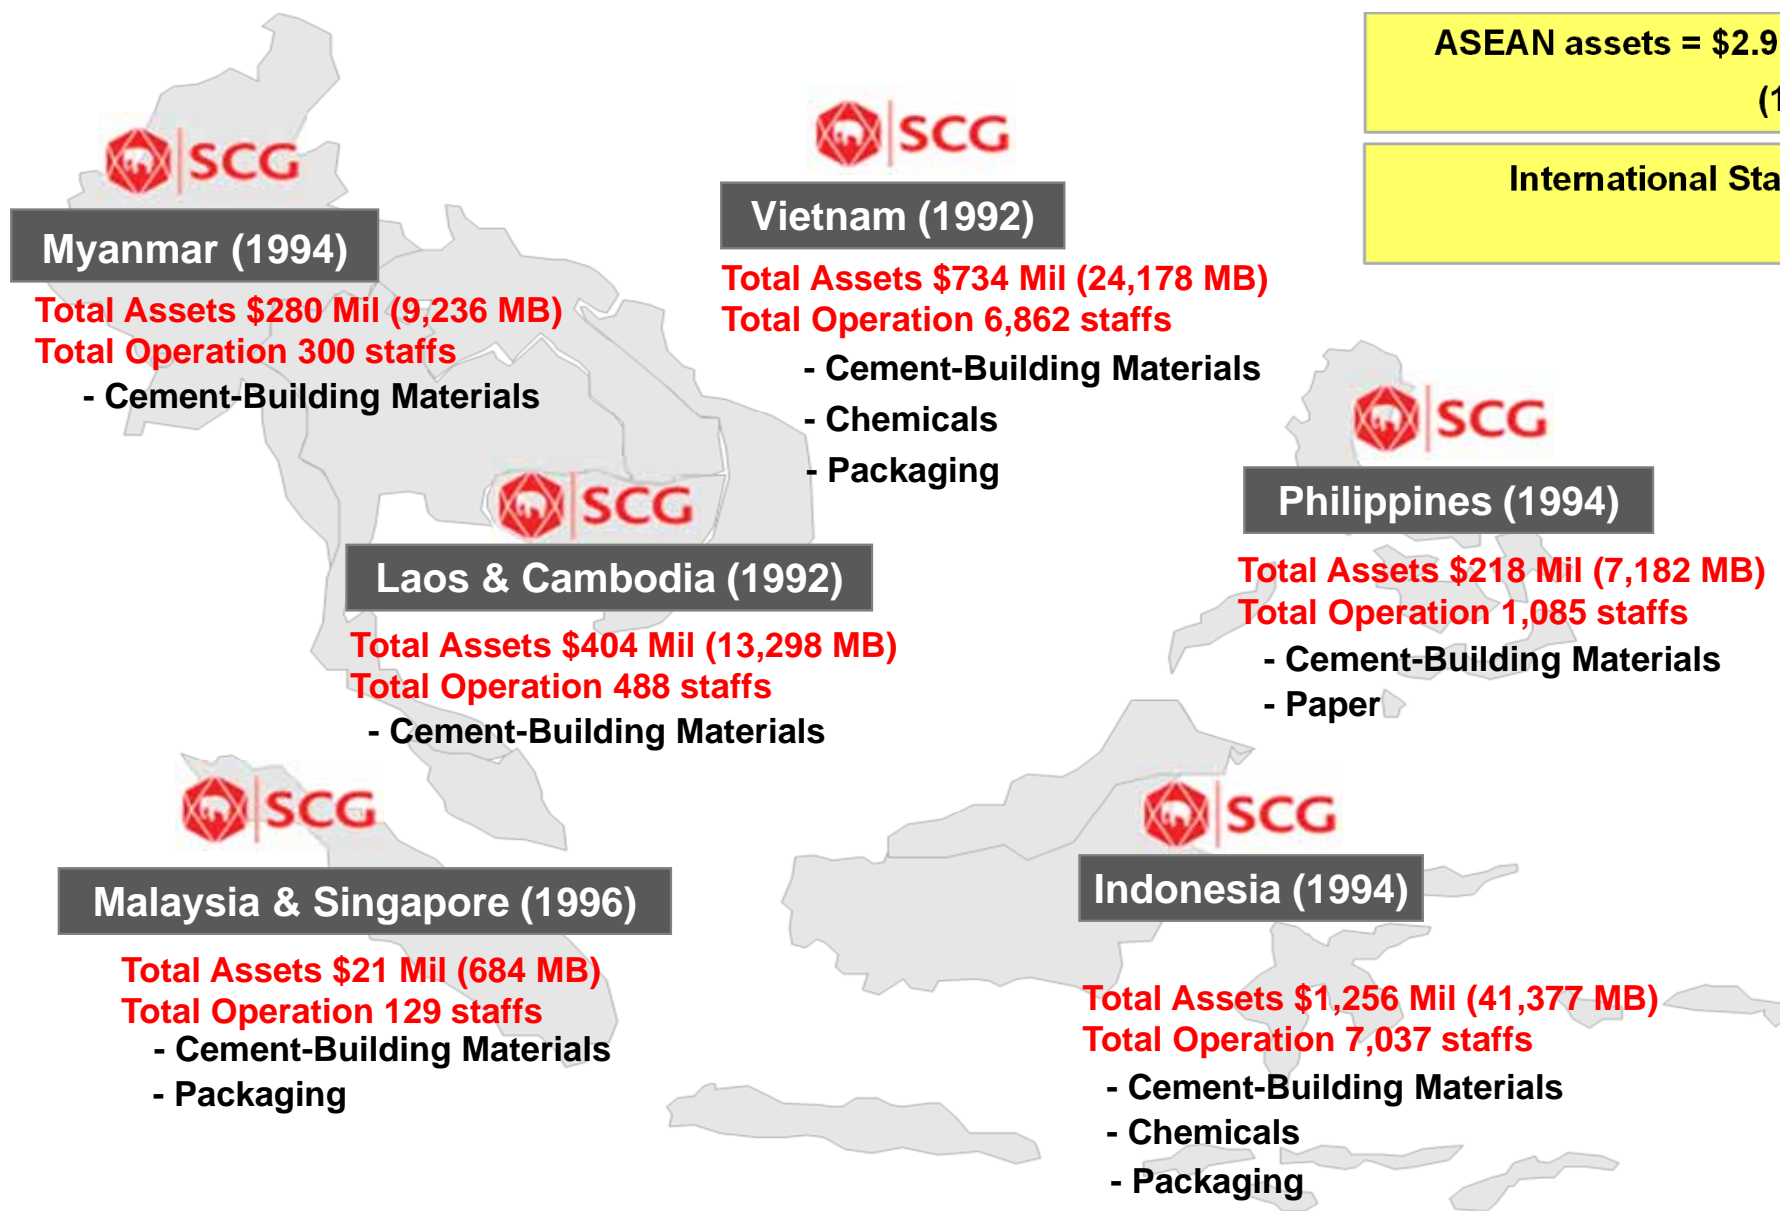 ASEAN assets = $2.9
(1
International Sta
SCG
Myanmar (1994)
Total Assets $280 Mil (9,236 MB)
Total Operation 300 staffs
- Cement-Building Materials
SCG
Vietnam (1992)
Total Assets $734 Mil (24,178 MB)
Total Operation 6,862 staffs
- Cement-Building Materials
- Chemicals
- Packaging
SCG
Laos & Cambodia (1992)
Total Assets $404 Mil (13,298 MB)
Total Operation 488 staffs
- Cement-Building Materials
SCG
Philippines (1994)
Total Assets $218 Mil (7,182 MB)
Total Operation 1,085 staffs
- Cement-Building Materials
- Paper
SCG
Malaysia & Singapore (1996)
Total Assets $21 Mil (684 MB)
Total Operation 129 staffs
- Cement-Building Materials
- Packaging
SCG
Indonesia (1994)
Total Assets $1,256 Mil (41,377 MB)
Total Operation 7,037 staffs
- Cement-Building Materials
- Chemicals
- Packaging